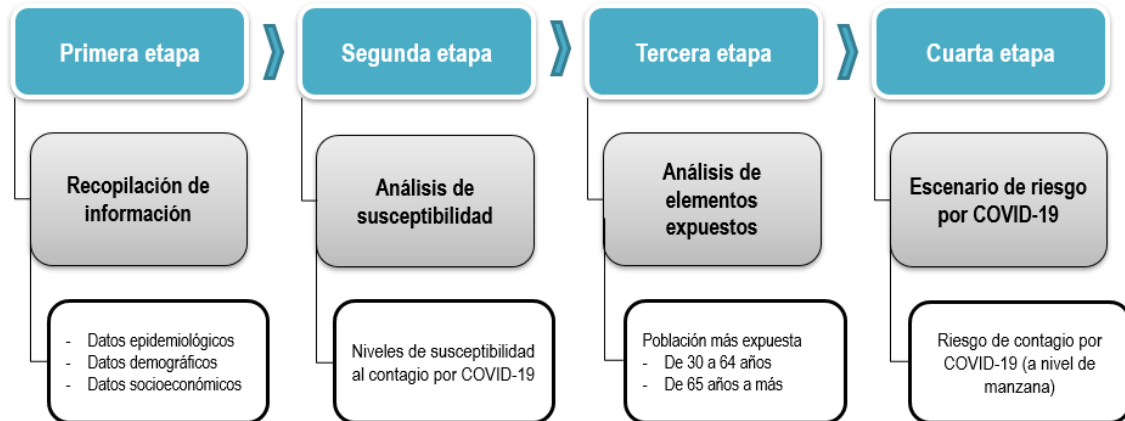 Primera etapa
Segunda etapa
Tercera etapa
Cuarta etapa
Recopilación de
información
Análisis de
susceptibilidad
Análisis de
elementos
expuestos
Escenario de riesgo
por COVID-19
- Datos epidemiológicos
- Datos demográficos
- Datos socioeconómicos
Niveles de susceptibilidad
al contagio por COVID-19
Población más expuesta
- De 30 a 64 años
- De 65 años a más
Riesgo de contagio por
COVID-19 (a nivel de
manzana)